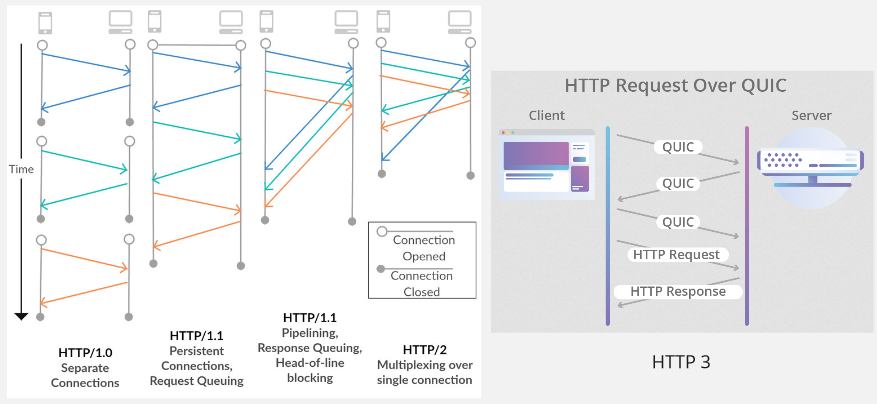 Time
HTTP/1.0
Separate
Connections
HTTP/1.1
Persistent
Connections,
Request Queuing
HTTP/1.1
Pipelining,
Response Queuing,
Head-of-line
blocking
HTTP/2
Multiplexing over
single connection
Connection
Opened
Connection
Closed
HTTP Request Over QUIC
Client
Server
QUIC
QUIC
QUIC
HTTP Request
HTTP Response
HTTP 3